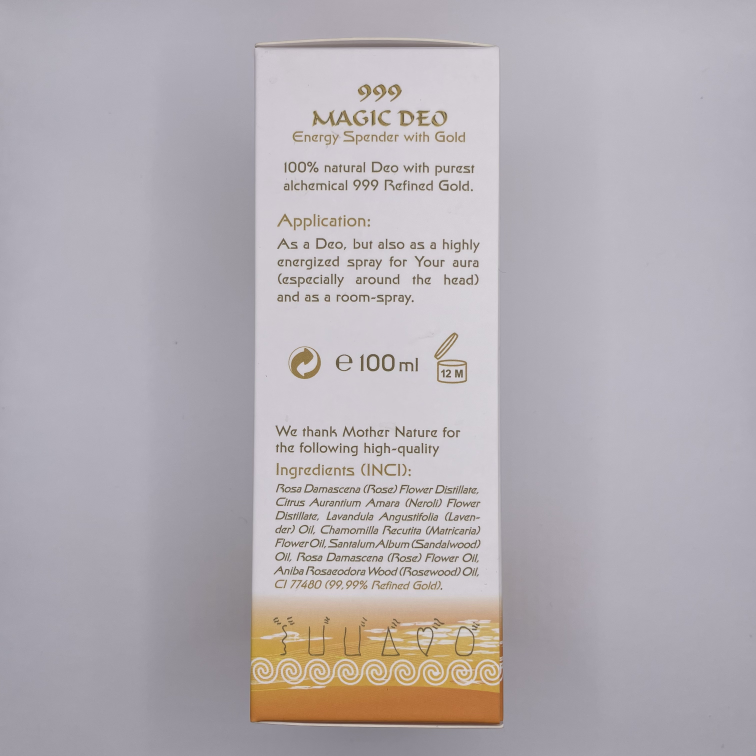 999
MAGIC DEO
Energy Spender with Gold
100% natural Deo with purest
alchemical 999 Refined Gold.
Application:
As a Deo, but also as a highly
energized spray for Your aura
(especially around the head)
and as a room-spray.
℮ 100 ml
12 M
We thank Mother Nature for
the following high-quality
Ingredients (INCI):
Rosa Damascena (Rose) Flower Distillate,
Citrus Aurantium Amara (Neroli) Flower
Distillate, Lavandula Angustifolia (Laven-
der) Oil, Chamomilla Recutita (Matricaria)
Flower Oil, Santalum Album (Sandalwood)
Oil, Rosa Damascena (Rose) Flower Oil,
Aniba Rosaeodora Wood (Rosewood) Oil,
CI 77480 (99,99% Refined Gold).